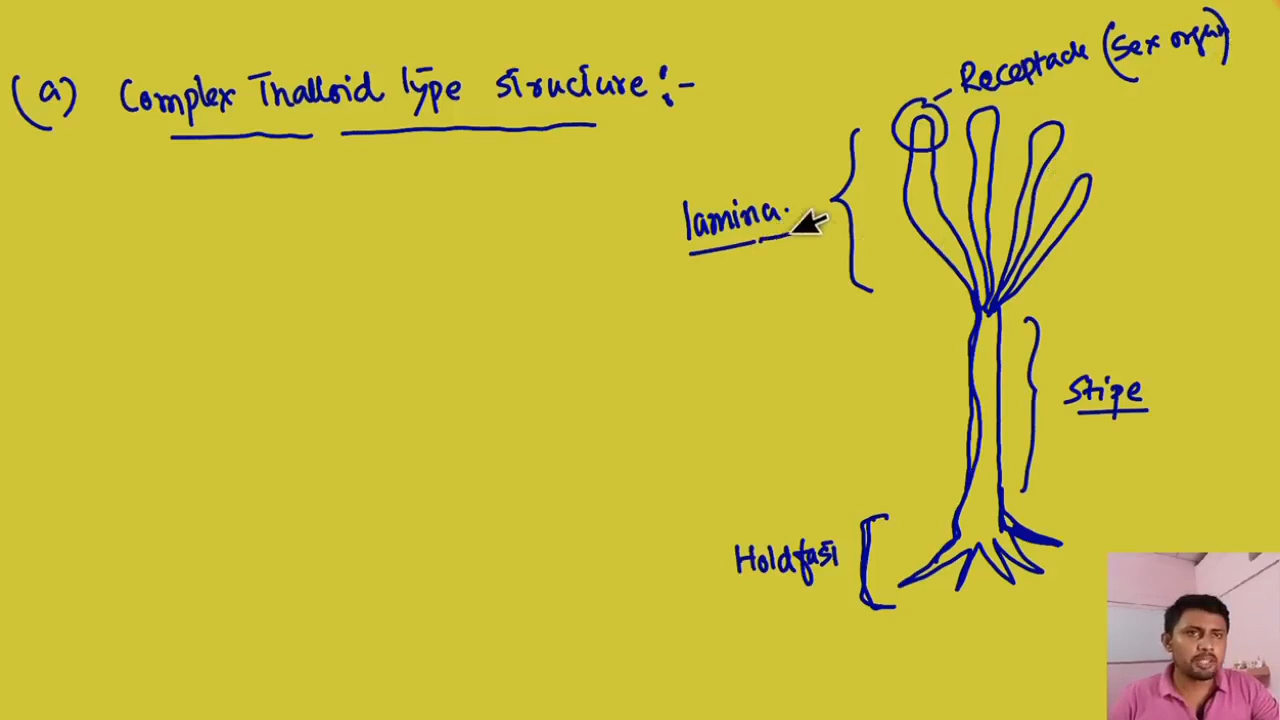 (a) Complex Thalloid Type structure :-
Receptacle (sex organ)
lamina.
stipe
Holdfast